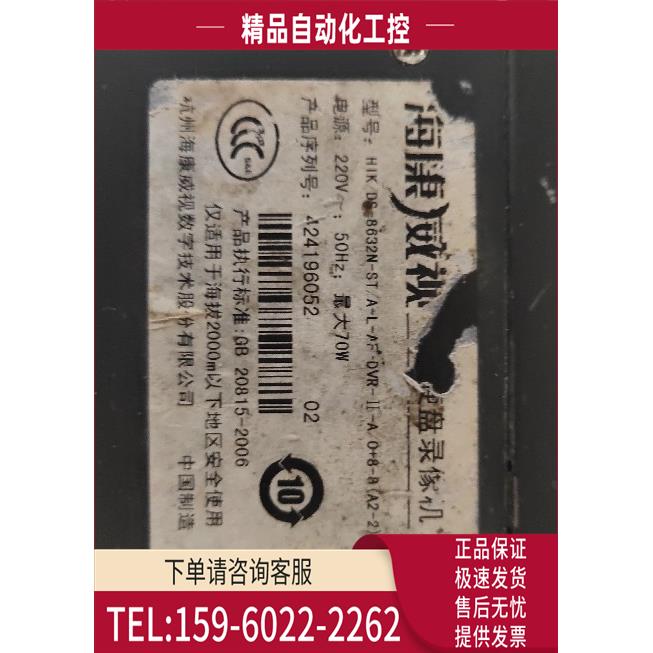 精品自动化工控
海康威视
硬盘录像机
型号: HIK/DS-8632N-ST/A-L-AF-DVR-II-A 0+8-B(A2-2)
电源: 220V～; 50Hz; 最大70W
产品序列号: 424196052 02
产品执行标准:GB 20815-2006
仅适用于海拔2000m以下地区安全使用
杭州海康威视数字技术股份有限公司 中国制造
10
下单请咨询客服
TEL:159-6022-2262
正品保证
极速发货
售后无忧
提供发票